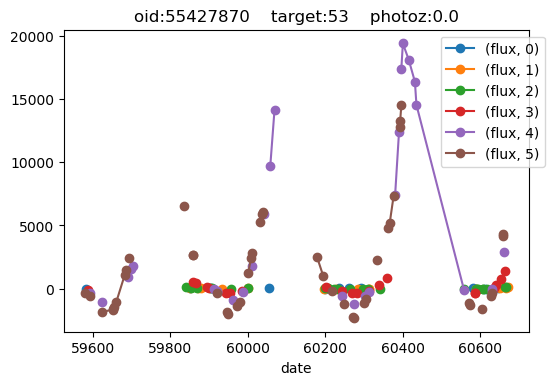 oid:55427870    target:53    photoz:0.0
20000
15000
10000
5000
0
59600
59800
60000
60200
60400
60600
date
(flux, 0)
(flux, 1)
(flux, 2)
(flux, 3)
(flux, 4)
(flux, 5)